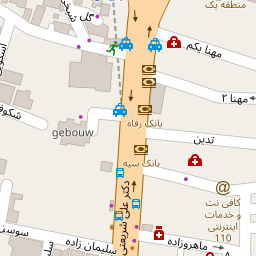 منطقه یک
گل
مهنا یکم
مهنا ۲
شکوف
بانک رفاه
gebouw
تدین
بانک سپه
دکتر علی شریعتی
کافی نت
و خدمات
اینترنتی
110
سوسن
سلیمان زاده
ماهروزاده